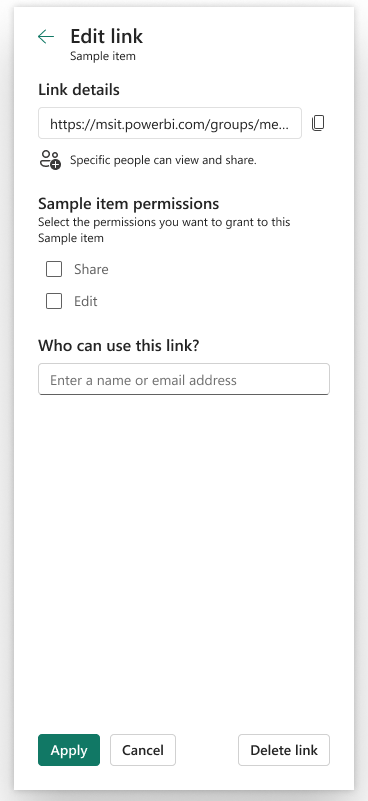 Edit link
Sample item
Link details
https://msit.powerbi.com/groups/me...
Specific people can view and share.
Sample item permissions
Select the permissions you want to grant to this
Sample item
Share
Edit
Who can use this link?
Enter a name or email address
Apply
Cancel
Delete link